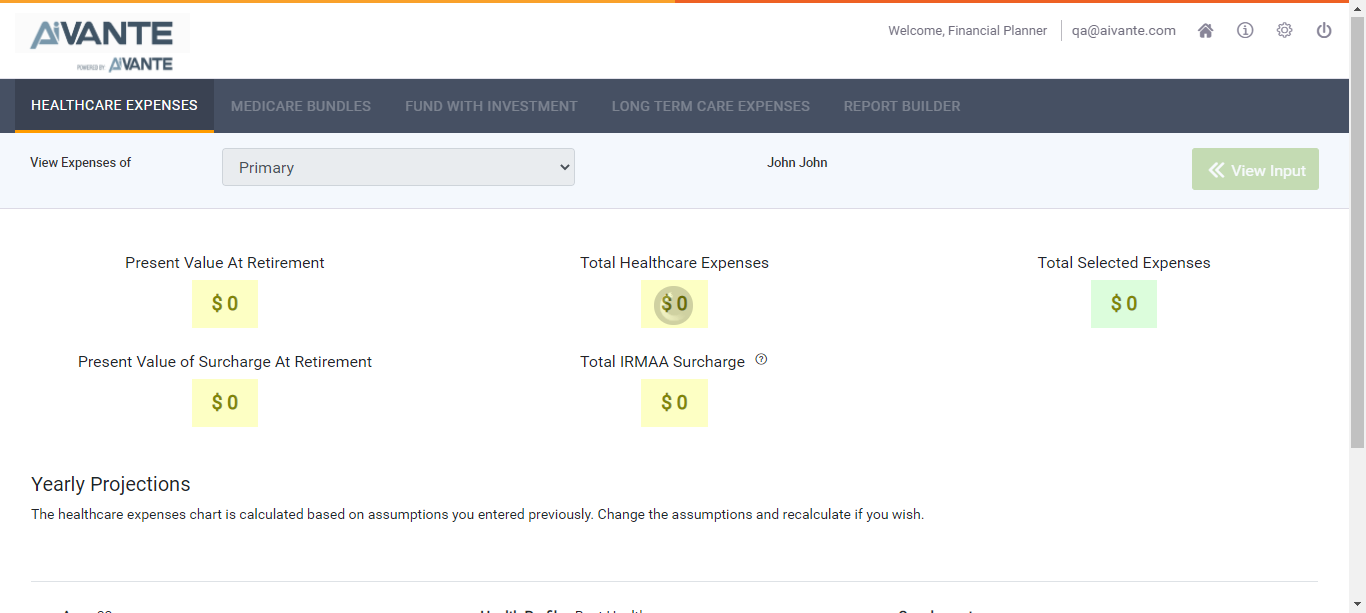 AiVANTE
POWERED BY AiVANTE
Welcome, Financial Planner
qa@aivante.com
HEALTHCARE EXPENSES
MEDICARE BUNDLES
FUND WITH INVESTMENT
LONG TERM CARE EXPENSES
REPORT BUILDER
View Expenses of
Primary
John John
View Input
Present Value At Retirement
$ 0
Total Healthcare Expenses
$ 0
Total Selected Expenses
$ 0
Present Value of Surcharge At Retirement
$ 0
Total IRMAA Surcharge
$ 0
Yearly Projections
The healthcare expenses chart is calculated based on assumptions you entered previously. Change the assumptions and recalculate if you wish.